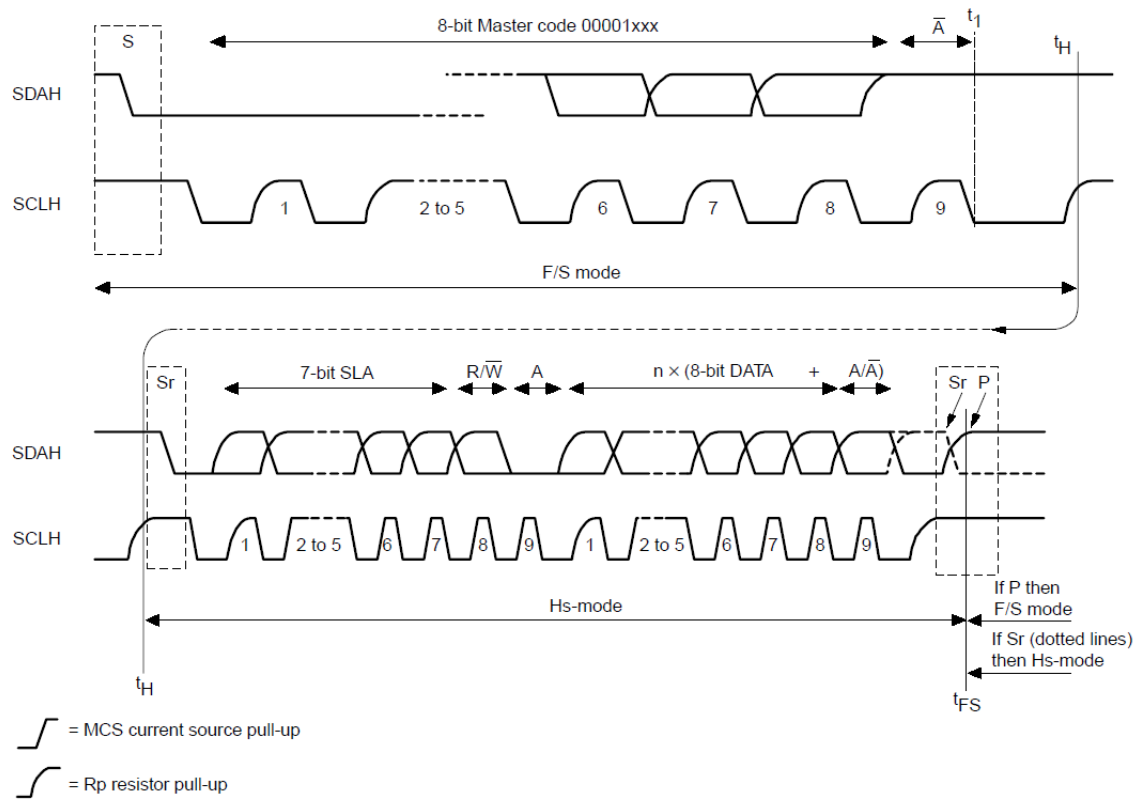 8-bit Master code 00001xxx
A̅
t1
S
tH
SDAH
SCLH
1
2 to 5
6
7
8
9
F/S mode
Sr
7-bit SLA
R/W̅
A
n × (8-bit DATA
+
A/A̅)
Sr
P
SDAH
SCLH
1
2 to 5
6
7
8
9
1
2 to 5
6
7
8
9
If P then
F/S mode
Hs-mode
If Sr (dotted lines)
then Hs-mode
tH
tFS
= MCS current source pull-up
= Rp resistor pull-up